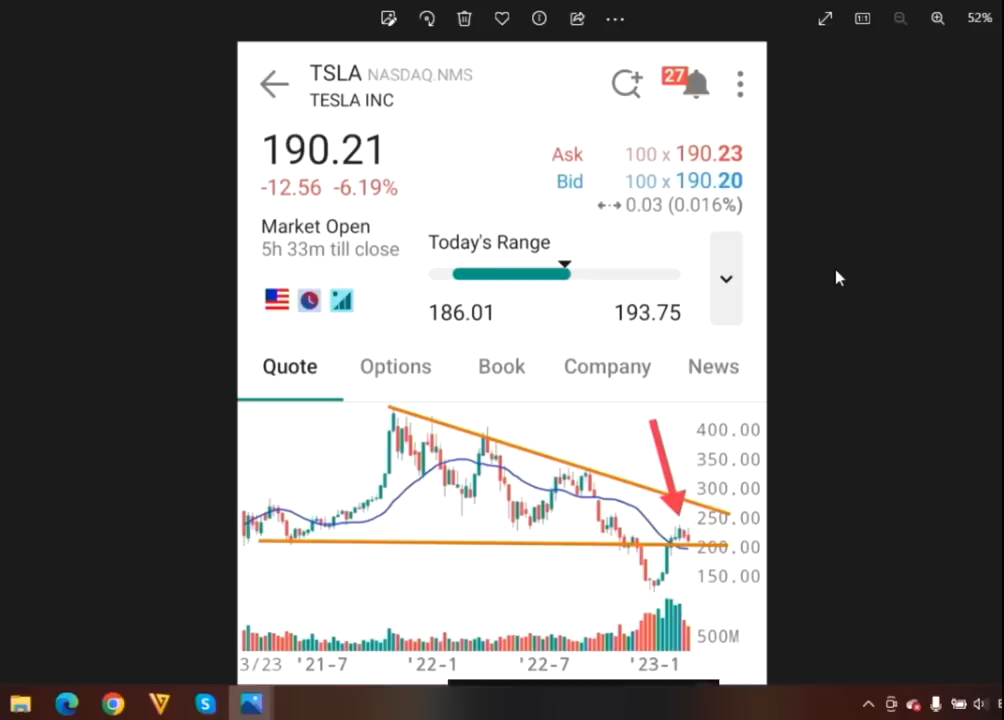 52%
TSLA NASDAQ.NMS
27
TESLA INC
190.21
Ask 100 x 190.23
-12.56 -6.19%
Bid 100 x 190.20
0.03 (0.016%)
Market Open
5h 33m till close
Today's Range
186.01 193.75
Quote Options Book Company News
400.00
350.00
300.00
250.00
200.00
150.00
500M
3/23 '21-7 '22-1 '22-7 '23-1